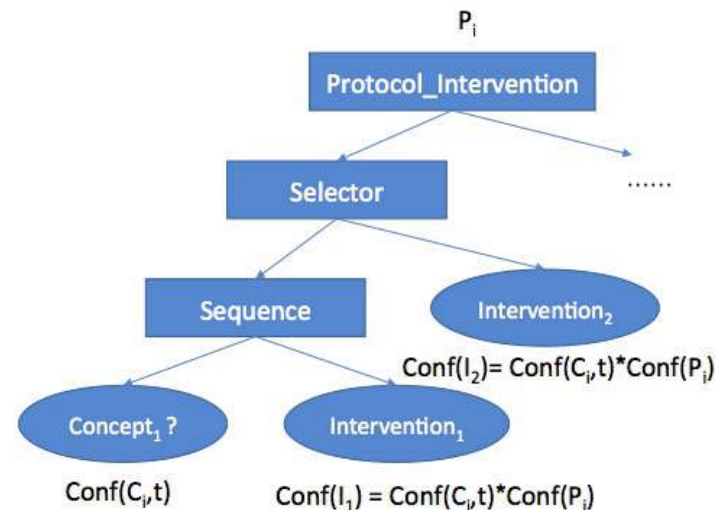 P_i
Protocol_Intervention
......
Selector
Sequence
Intervention_2
Conf(I_2)= Conf(C_i,t)*Conf(P_i)
Concept_1 ?
Intervention_1
Conf(C_i,t)
Conf(I_1) = Conf(C_i,t)*Conf(P_i)